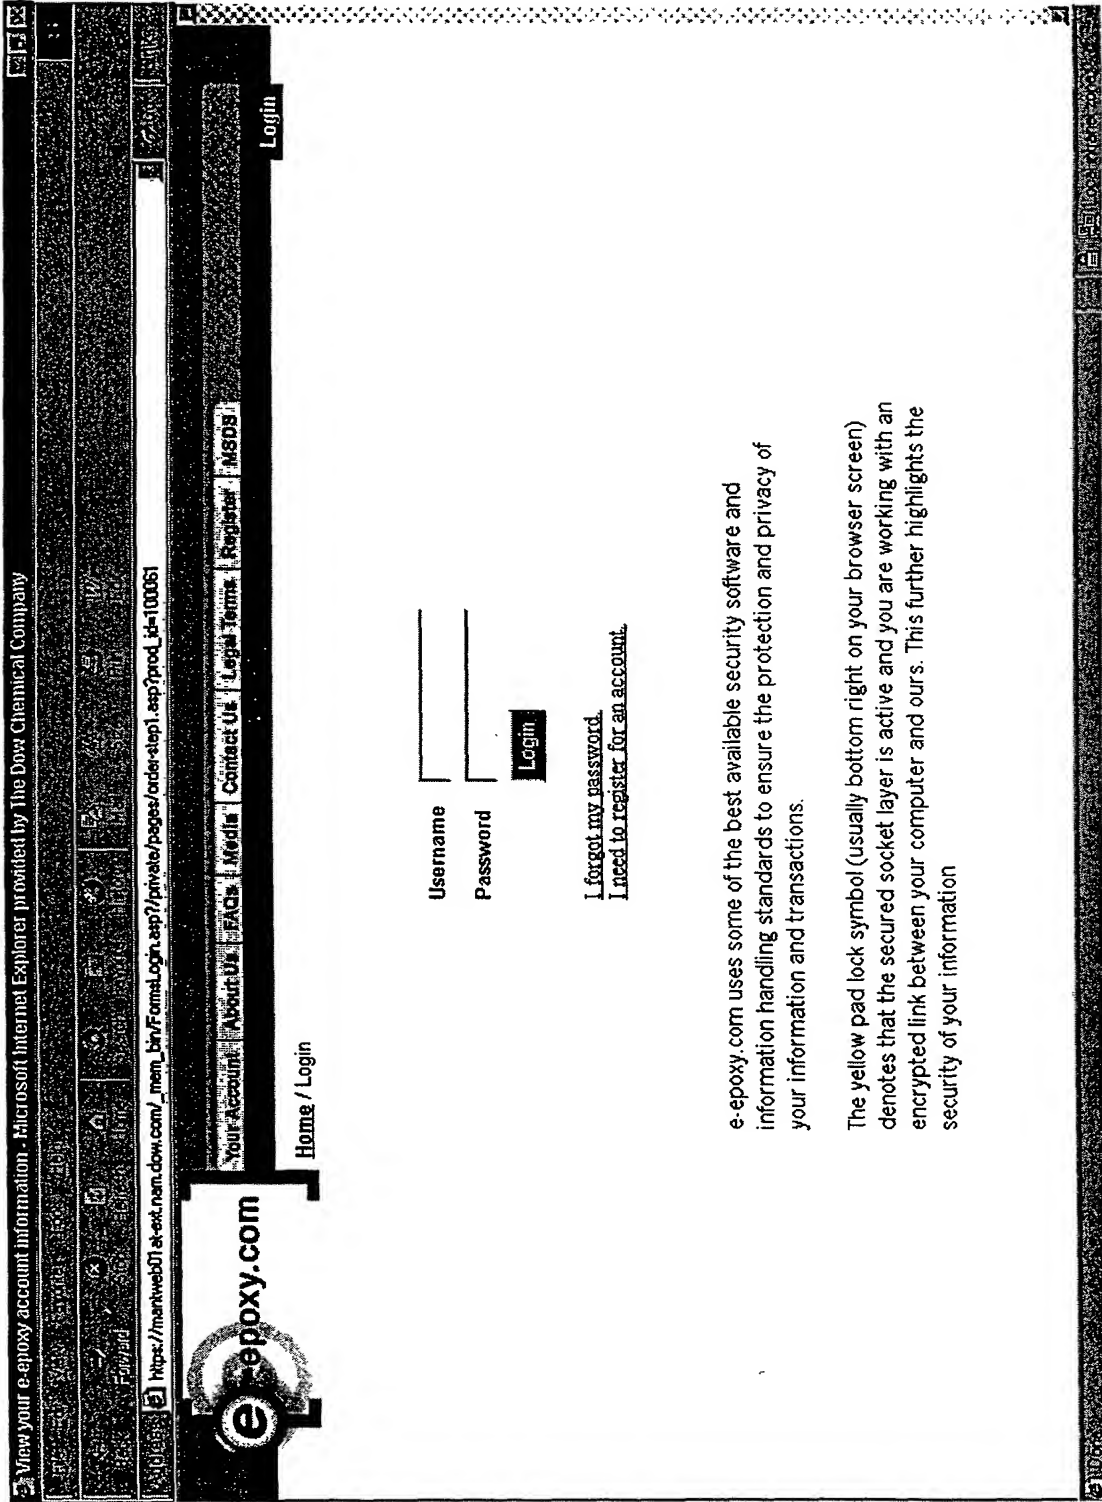 View your e-epoxy account information - Microsoft Internet Explorer provided by The Dow Chemical Company
Forward
Address https://mantweb01at-ext.nam.dow.com/_mem_bin/FormsLogin.asp?/private/pages/orderstep1.asp?prod_id=100061
e-epoxy.com
Your Account About Us FAQs Media Contact Us Legal Terms Register MSDS
Login
Home / Login
Username
Password
Login
I forgot my password.
I need to register for an account.
e-epoxy.com uses some of the best available security software and
information handling standards to ensure the protection and privacy of
your information and transactions.
The yellow pad lock symbol (usually bottom right on your browser screen)
denotes that the secured socket layer is active and you are working with an
encrypted link between your computer and ours. This further highlights the
security of your information
Done